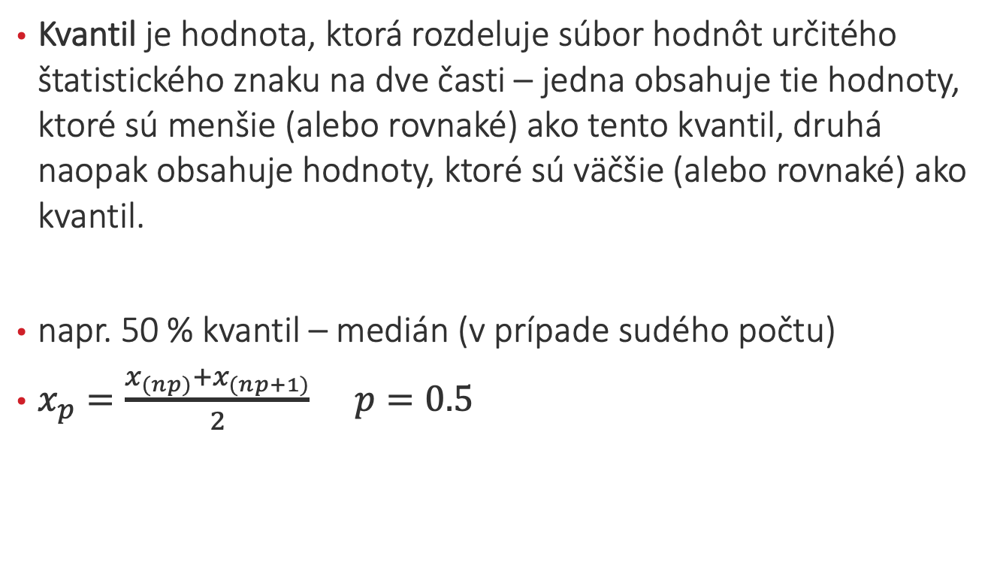 • Kvantil je hodnota, ktorá rozdeluje súbor hodnôt určitého
štatistického znaku na dve časti – jedna obsahuje tie hodnoty,
ktoré sú menšie (alebo rovnaké) ako tento kvantil, druhá
naopak obsahuje hodnoty, ktoré sú väčšie (alebo rovnaké) ako
kvantil.
• napr. 50 % kvantil – medián (v prípade sudého počtu)
• x_p = (x_(np)+x_(np+1))/2 p = 0.5